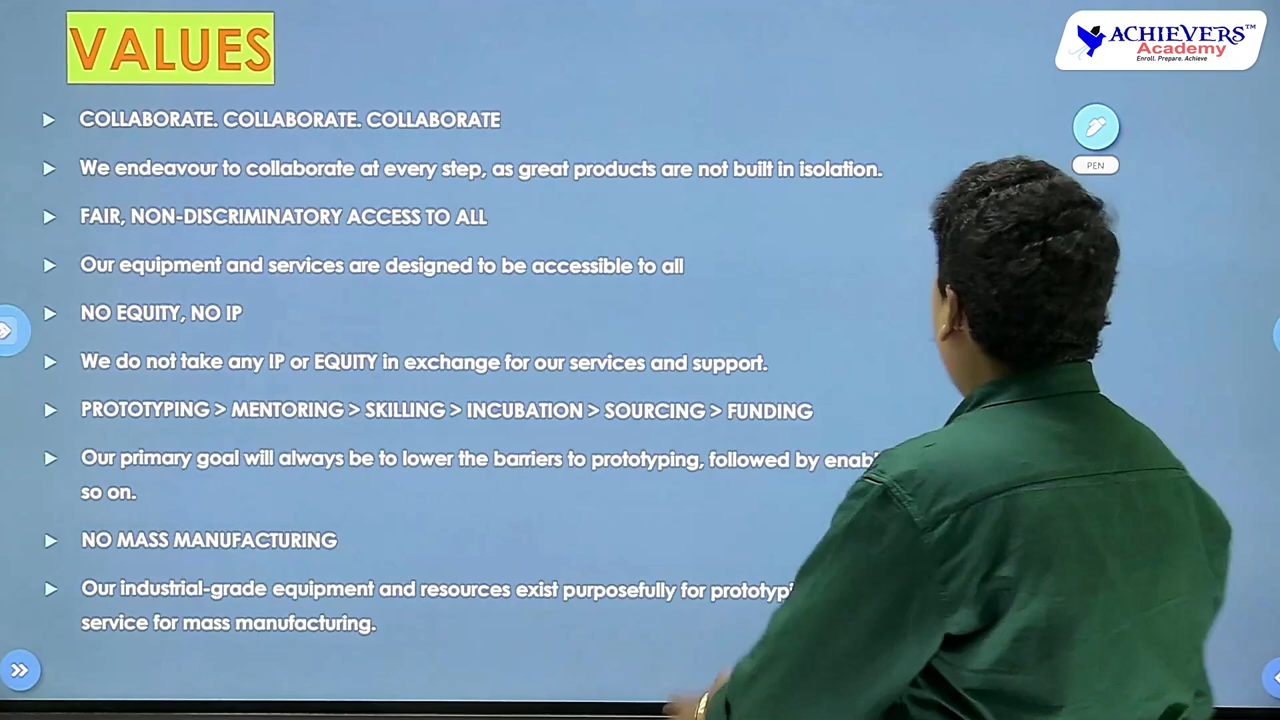 VALUES
ACHIEVERS™
Academy
Enroll. Prepare. Achieve
PEN
COLLABORATE. COLLABORATE. COLLABORATE
We endeavour to collaborate at every step, as great products are not built in isolation.
FAIR, NON-DISCRIMINATORY ACCESS TO ALL
Our equipment and services are designed to be accessible to all
NO EQUITY, NO IP
We do not take any IP or EQUITY in exchange for our services and support.
PROTOTYPING > MENTORING > SKILLING > INCUBATION > SOURCING > FUNDING
Our primary goal will always be to lower the barriers to prototyping, followed by
so on.
NO MASS MANUFACTURING
Our industrial-grade equipment and resources exist purposefully for
service for mass manufacturing.